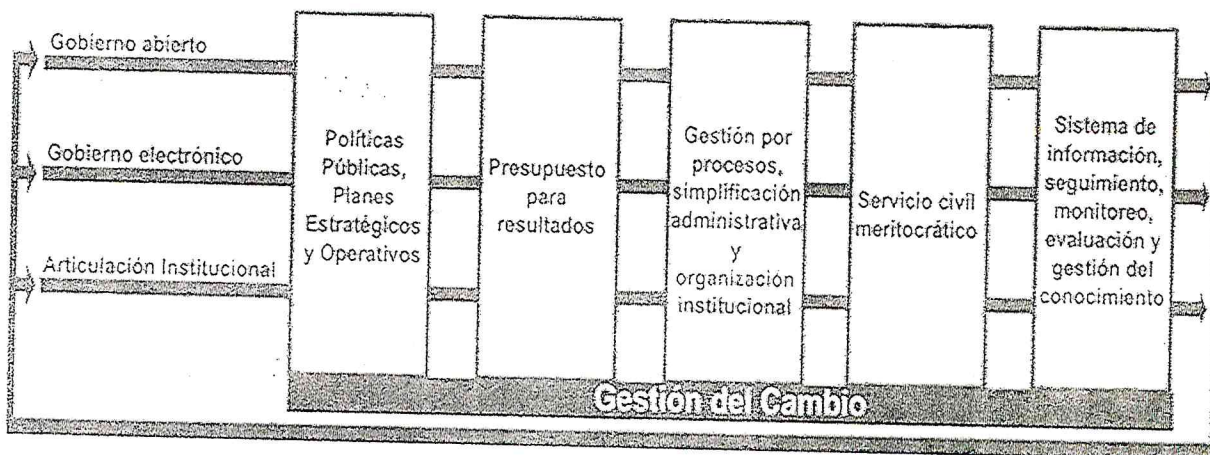 Gobierno abierto
Gobierno electrónico
Articulación Institucional
Políticas
Públicas,
Planes
Estratégicos
y Operativos
Presupuesto
para
resultados
Gestión por
procesos,
simplificación
administrativa
y
organización
institucional
Servicio civil
meritocrático
Sistema de
información,
seguimiento,
monitoreo,
evaluación y
gestión del
conocimiento
Gestión del Cambio